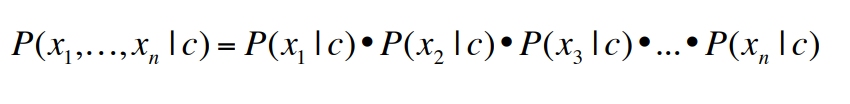 P(x₁,…,xₙ | c) = P(x₁ | c) • P(x₂ | c) • P(x₃ | c) • ... • P(xₙ | c)